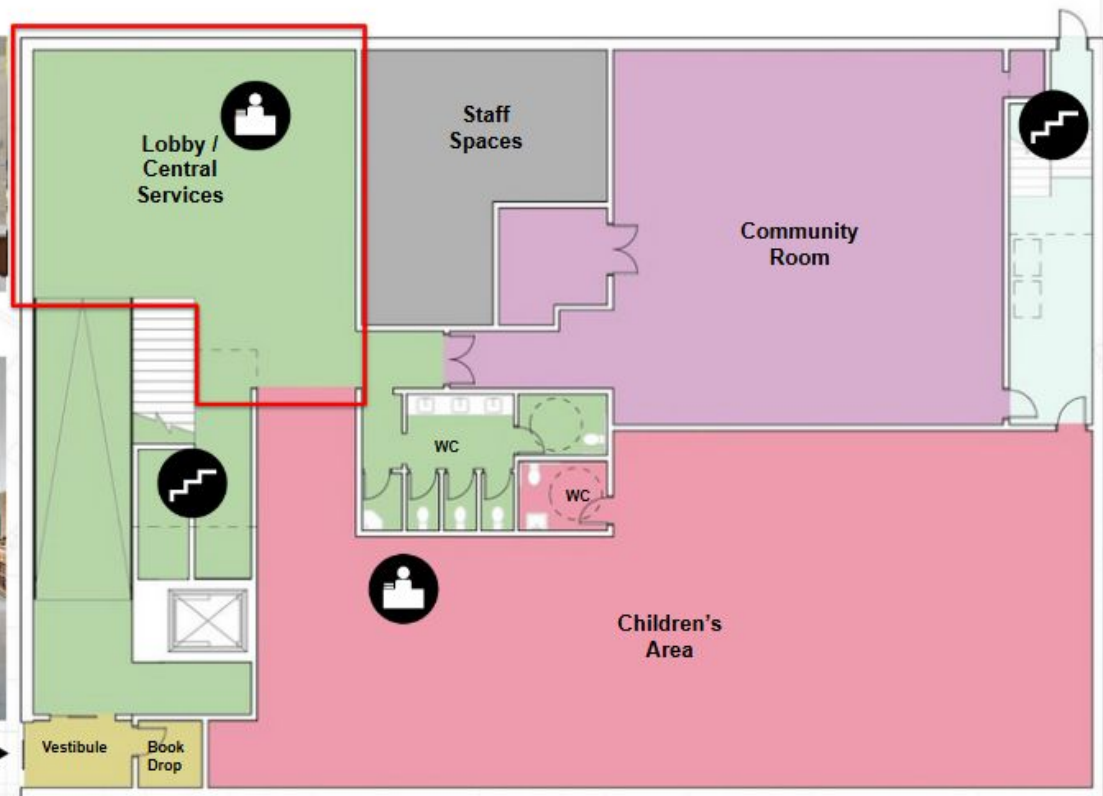 Lobby /
Central
Services
Staff
Spaces
Community
Room
WC
WC
Children's
Area
Vestibule
Book
Drop